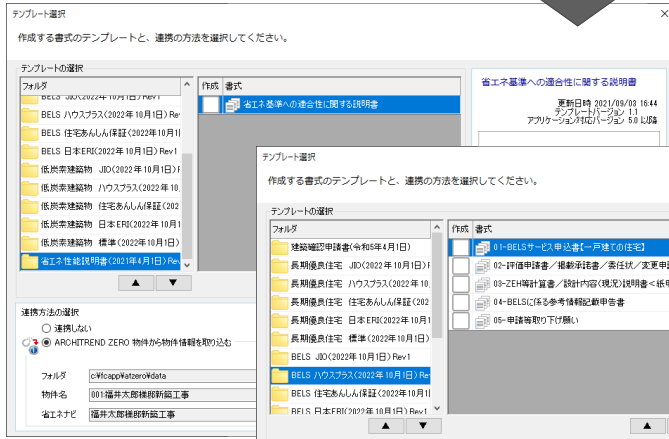 テンプレート選択
作成する書式のテンプレートと、連携の方法を選択してください。
テンプレートの選択
フォルダ
BELS JIO(2022年10月1日) Rev1
BELS ハウスプラス(2022年10月1日) Re
BELS 住宅あんしん保証(2022年10月1
BELS 日本ERI(2022年10月1日) Rev1
低炭素建築物 JIO(2022年10月1日) F
低炭素建築物 ハウスプラス(2022年10.
低炭素建築物 住宅あんしん保証(202
低炭素建築物 日本ERI(2022年10月1
低炭素建築物 標準(2022年10月1日)
省エネ性能説明書(2021年4月1日) Rev
作成 書式
省エネ基準への適合性に関する説明書
省エネ基準への適合性に関する説明書
更新日時 2021/09/03 16:44
テンプレートバージョン 1.1
アプリケーション対応バージョン 5.0 以降
▲ ▼
連携方法の選択
連携しない
ARCHITREND ZERO 物件から物件情報を取り込む
フォルダ c:¥fcapp¥atzero¥data
物件名 001:福井太郎様邸新築工事
省エネナビ 福井太郎様邸新築工事
テンプレート選択
作成する書式のテンプレートと、連携の方法を選択してください。
テンプレートの選択
フォルダ
建築確認申請書(令和5年4月1日)
長期優良住宅 JIO(2022年10月1日) F
長期優良住宅 ハウスプラス(2022年10.
長期優良住宅 住宅あんしん保証(202
長期優良住宅 日本ERI(2022年10月1
長期優良住宅 標準(2022年10月1日)
BELS JIO(2022年10月1日) Rev1
BELS ハウスプラス(2022年10月1日) Re
BELS 住宅あんしん保証(2022年10月1
BELS 日本ERI(2022年10月1日) Rev1
作成 書式
01-BELSサービス申込書【一戸建ての住宅】
02-評価申請書/掲載承諾書/委任状/変更申
03-ZEH等計算書/設計内容(現況)説明書<紙申
04-BELSに係る参考情報記載申告書
05-申請等取り下げ願い
▲ ▼
▲